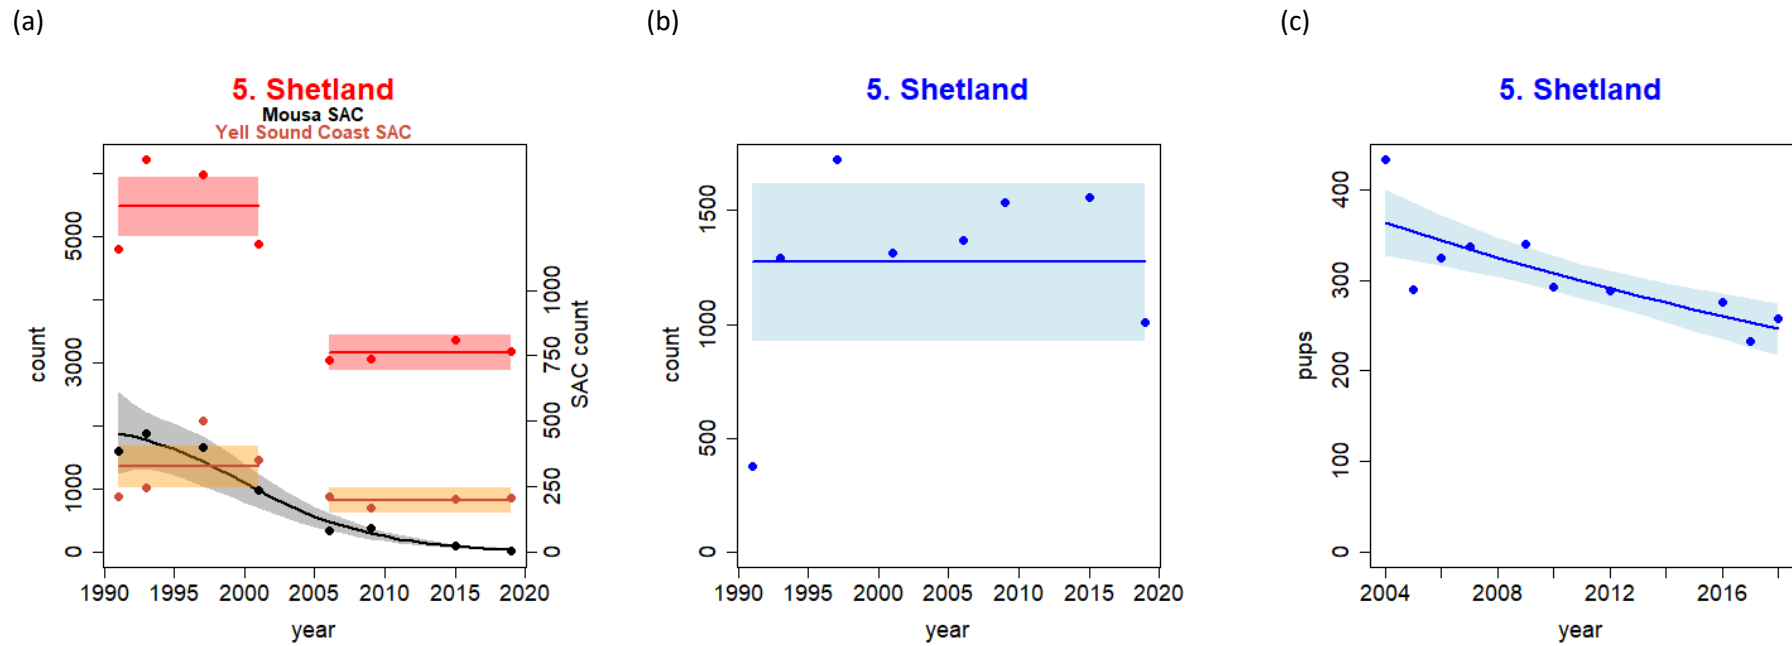 (a)
(b)
(c)
5. Shetland
Mousa SAC
Yell Sound Coast SAC
count
0
1000
3000
5000
SAC count
0
250
500
750
1000
1990 1995 2000 2005 2010 2015 2020
year
5. Shetland
count
0
500
1000
1500
1990 1995 2000 2005 2010 2015 2020
year
5. Shetland
pups
0
100
200
300
400
2004 2008 2012 2016
year